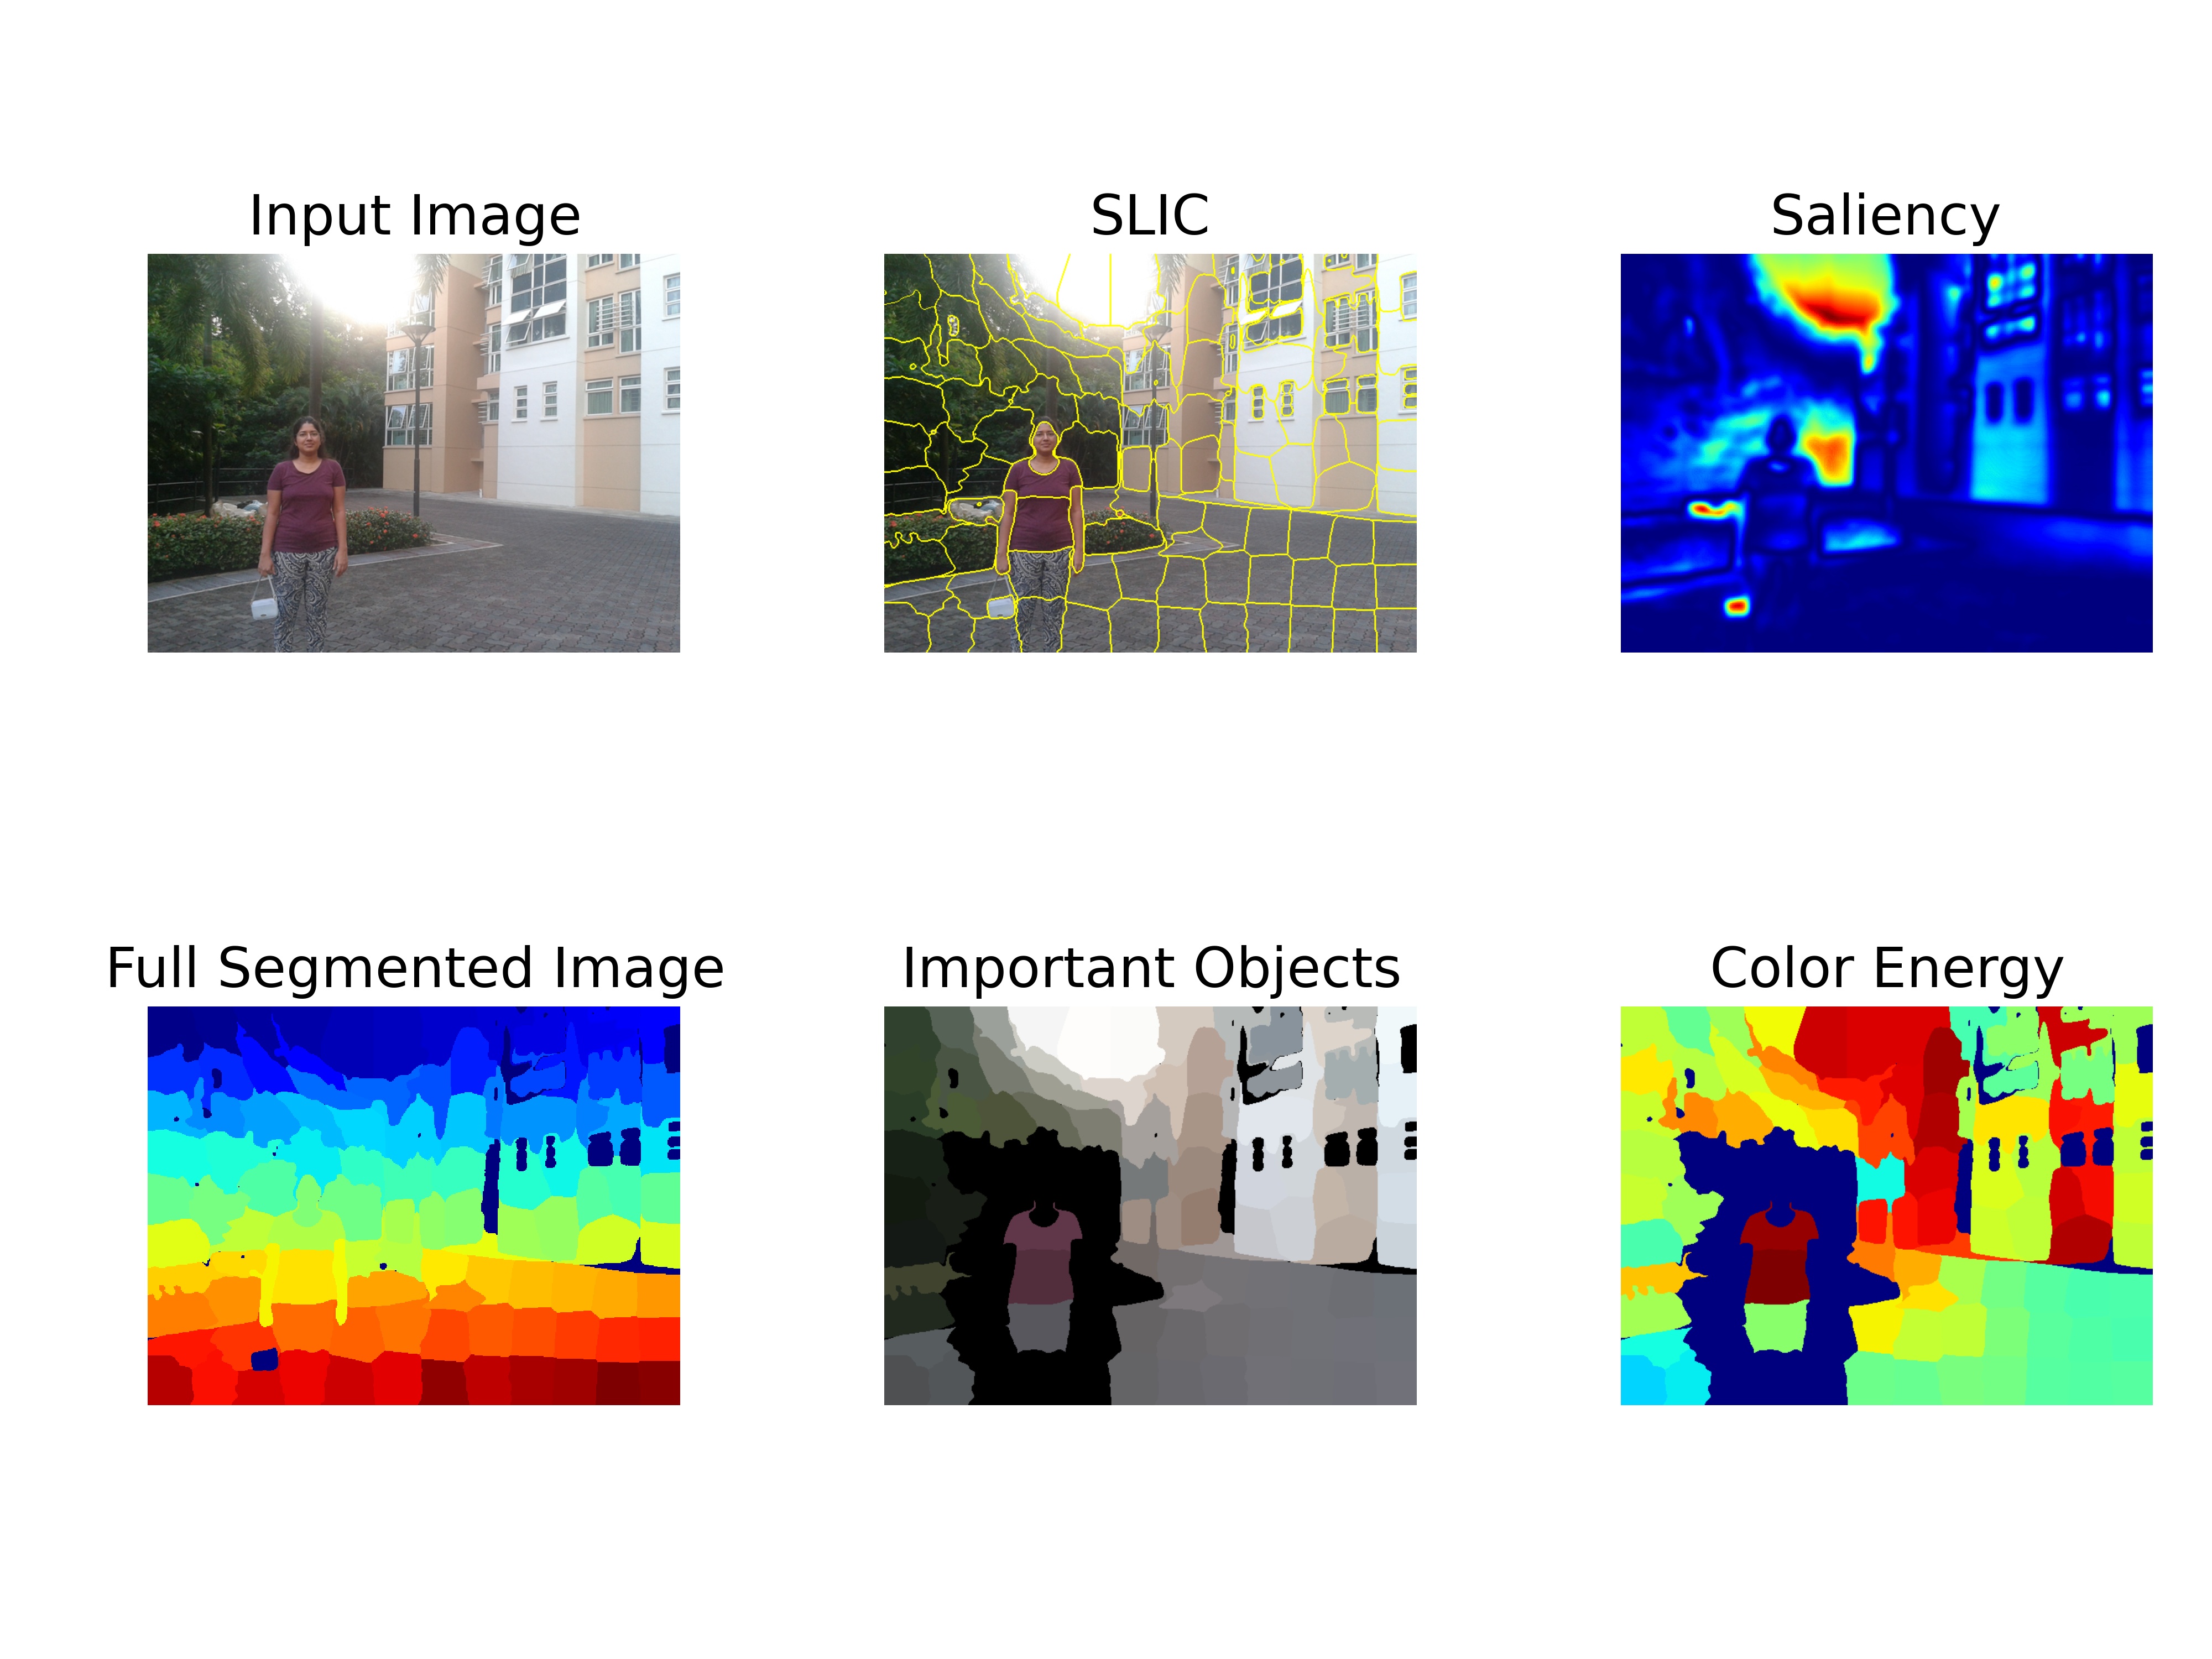 Input Image
SLIC
Saliency
Full Segmented Image
Important Objects
Color Energy